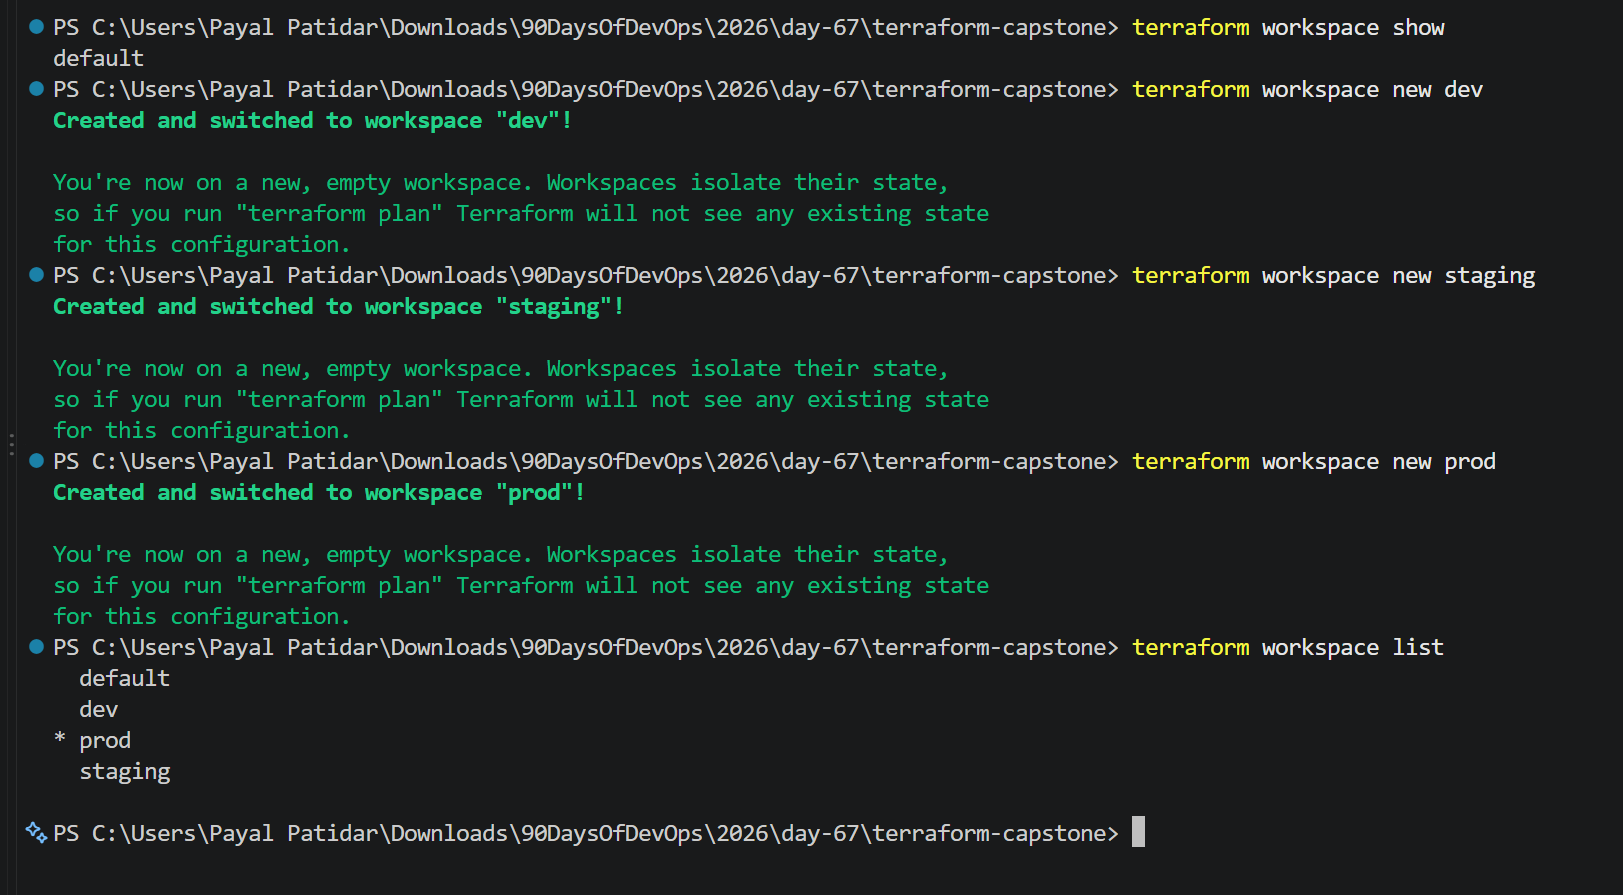 PS C:\Users\Payal Patidar\Downloads\90DaysOfDevOps\2026\day-67\terraform-capstone> terraform workspace show
default
PS C:\Users\Payal Patidar\Downloads\90DaysOfDevOps\2026\day-67\terraform-capstone> terraform workspace new dev
Created and switched to workspace "dev"!

You're now on a new, empty workspace. Workspaces isolate their state,
so if you run "terraform plan" Terraform will not see any existing state
for this configuration.
PS C:\Users\Payal Patidar\Downloads\90DaysOfDevOps\2026\day-67\terraform-capstone> terraform workspace new staging
Created and switched to workspace "staging"!

You're now on a new, empty workspace. Workspaces isolate their state,
so if you run "terraform plan" Terraform will not see any existing state
for this configuration.
PS C:\Users\Payal Patidar\Downloads\90DaysOfDevOps\2026\day-67\terraform-capstone> terraform workspace new prod
Created and switched to workspace "prod"!

You're now on a new, empty workspace. Workspaces isolate their state,
so if you run "terraform plan" Terraform will not see any existing state
for this configuration.
PS C:\Users\Payal Patidar\Downloads\90DaysOfDevOps\2026\day-67\terraform-capstone> terraform workspace list
  default
  dev
* prod
  staging

PS C:\Users\Payal Patidar\Downloads\90DaysOfDevOps\2026\day-67\terraform-capstone>